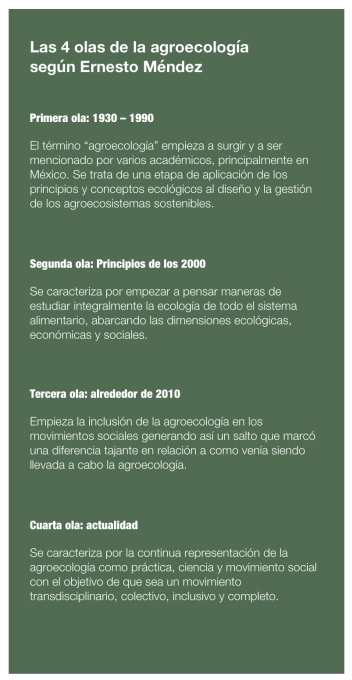 Las 4 olas de la agroecología
según Ernesto Méndez
Primera ola: 1930 – 1990
El término “agroecología” empieza a surgir y a ser
mencionado por varios académicos, principalmente en
México. Se trata de una etapa de aplicación de los
principios y conceptos ecológicos al diseño y la gestión
de los agroecosistemas sostenibles.
Segunda ola: Principios de los 2000
Se caracteriza por empezar a pensar maneras de
estudiar integralmente la ecología de todo el sistema
alimentario, abarcando las dimensiones ecológicas,
económicas y sociales.
Tercera ola: alrededor de 2010
Empieza la inclusión de la agroecología en los
movimientos sociales generando así un salto que marcó
una diferencia tajante en relación a como venía siendo
llevada a cabo la agroecología.
Cuarta ola: actualidad
Se caracteriza por la continua representación de la
agroecología como práctica, ciencia y movimiento social
con el objetivo de que sea un movimiento
transdisciplinario, colectivo, inclusivo y completo.